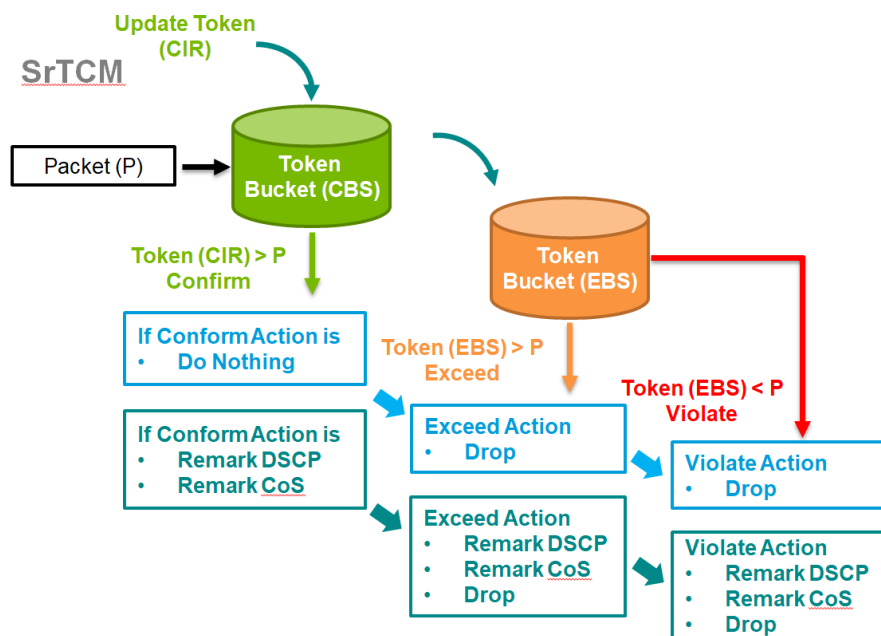 Update Token
(CIR)
SrTCM
Packet (P)
Token
Bucket (CBS)
Token
Bucket (EBS)
Token (CIR) > P
Confirm
If Conform Action is
• Do Nothing
Token (EBS) > P
Exceed
Token (EBS) < P
Violate
If Conform Action is
• Remark DSCP
• Remark CoS
Exceed Action
• Drop
Violate Action
• Drop
Exceed Action
• Remark DSCP
• Remark CoS
• Drop
Violate Action
• Remark DSCP
• Remark CoS
• Drop